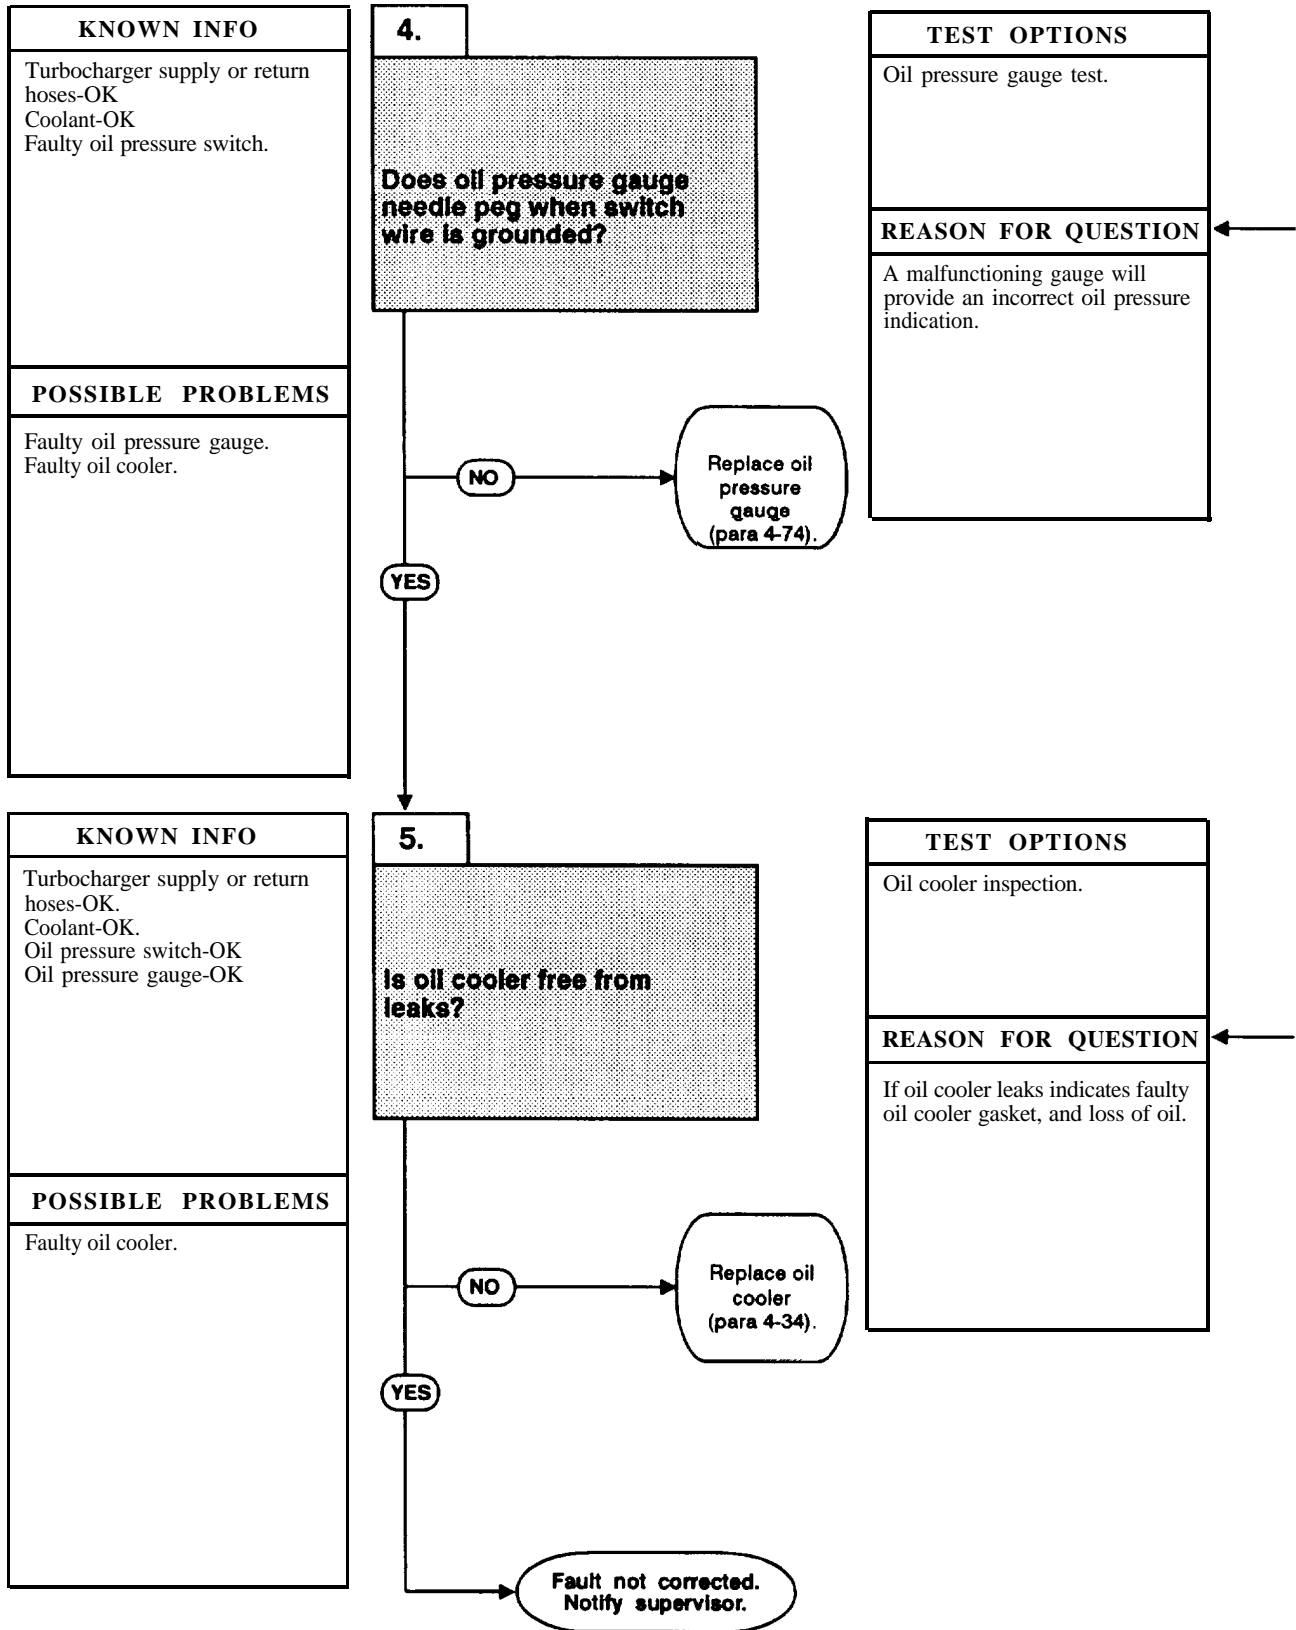 KNOWN INFO
Turbocharger supply or return
hoses-OK
Coolant-OK
Faulty oil pressure switch.
POSSIBLE PROBLEMS
Faulty oil pressure gauge.
Faulty oil cooler.
4.
Does oil pressure gauge
needle peg when switch
wire is grounded?
NO
Replace oil
pressure
gauge
(para 4-74).
YES
TEST OPTIONS
Oil pressure gauge test.
REASON FOR QUESTION
A malfunctioning gauge will
provide an incorrect oil pressure
indication.
KNOWN INFO
Turbocharger supply or return
hoses-OK.
Coolant-OK.
Oil pressure switch-OK
Oil pressure gauge-OK
POSSIBLE PROBLEMS
Faulty oil cooler.
5.
Is oil cooler free from
leaks?
NO
Replace oil
cooler
(para 4-34).
YES
Fault not corrected.
Notify supervisor.
TEST OPTIONS
Oil cooler inspection.
REASON FOR QUESTION
If oil cooler leaks indicates faulty
oil cooler gasket, and loss of oil.